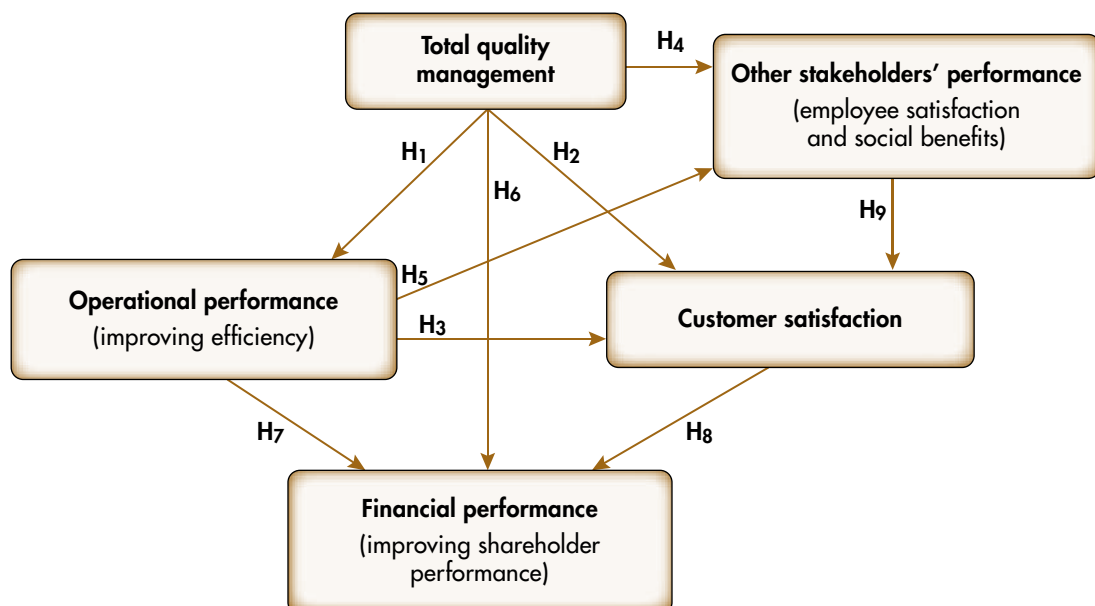 Total quality
management
H4
Other stakeholders’ performance
(employee satisfaction
and social benefits)
H1
H2
H6
H9
H5
Operational performance
(improving efficiency)
H3
Customer satisfaction
H7
H8
Financial performance
(improving shareholder
performance)